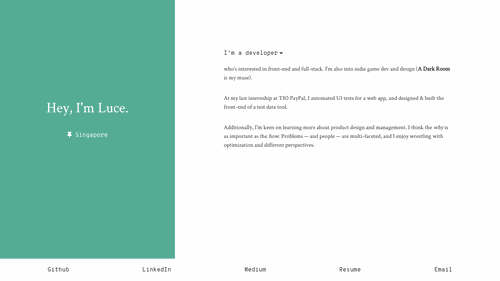 Hey, I'm Luce.
Singapore
I'm a developer
who's interested in front-end and full-stack. I'm also into indie game dev and design (A Dark Room
is my muse).
At my last internship at TIO PayPal, I automated UI tests for a web app, and designed & built the
front-end of a test data tool.
Additionally, I'm keen on learning more about product design and management. I think the why is
as important as the how. Problems — and people — are multi-faceted, and I enjoy wrestling with
optimization and different perspectives.
Github LinkedIn Medium Resume Email